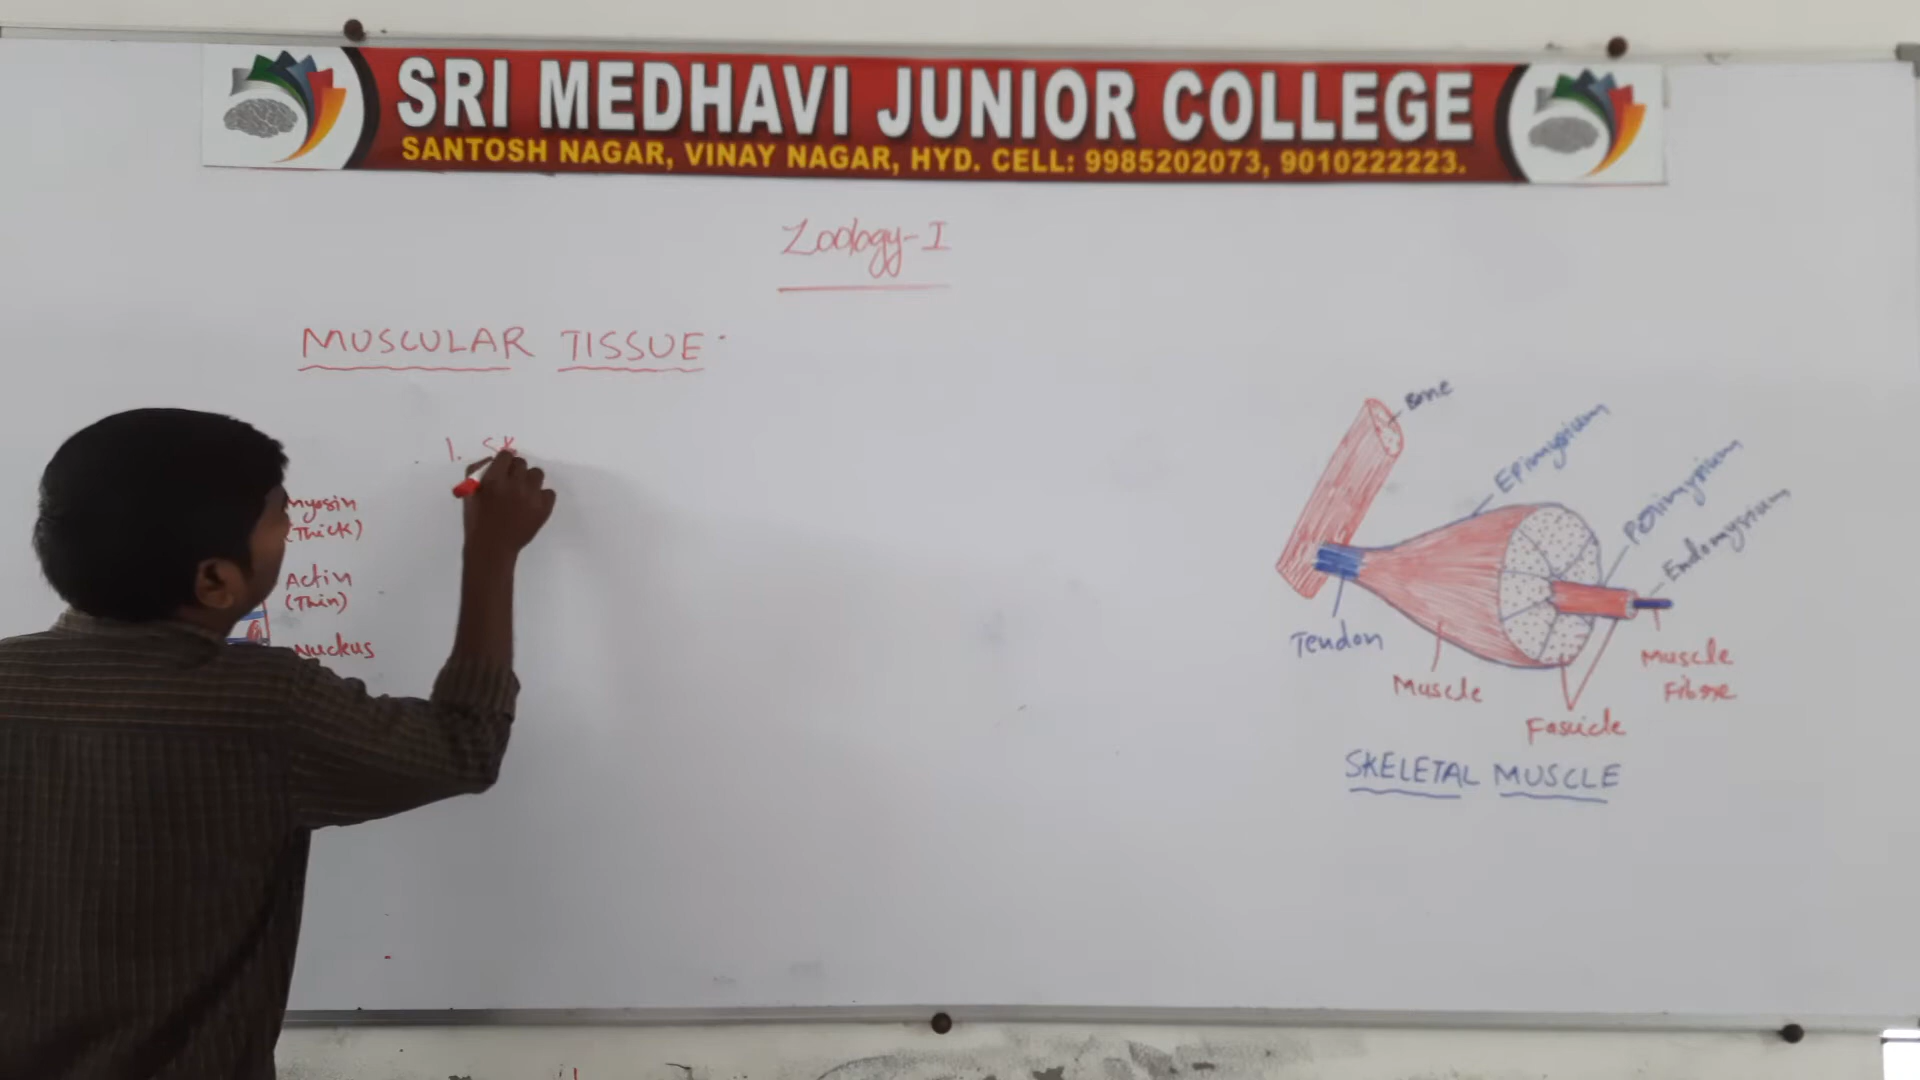 SRI MEDHAVI JUNIOR COLLEGE
SANTOSH NAGAR, VINAY NAGAR, HYD. CELL: 9985202073, 9010222223.
Zoology-I
MUSCULAR TISSUE
1. SK
Myosin
(Thick)
Actin
(Thin)
Nucleus
Bone
Epimysium
Perimysium
Endomysium
Tendon
Muscle
Muscle
Fibre
Fascicle
SKELETAL MUSCLE